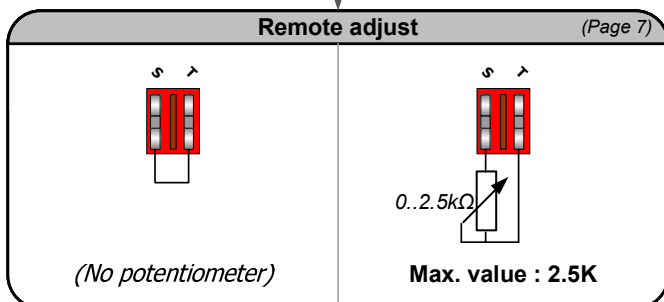 Remote adjust (Page 7)
S T
S T
0..2.5kΩ
(No potentiometer)
Max. value : 2.5K